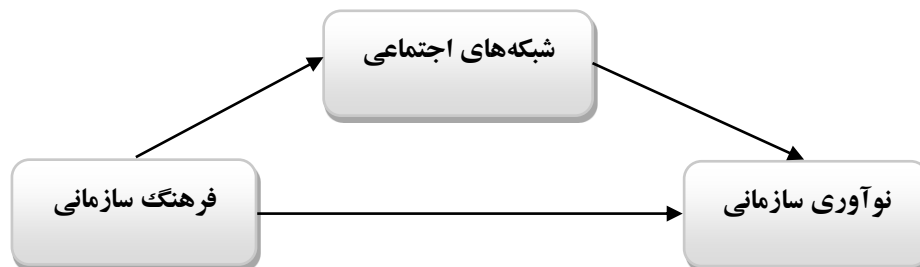 شبکه‌های اجتماعی
فرهنگ سازمانی
نوآوری سازمانی